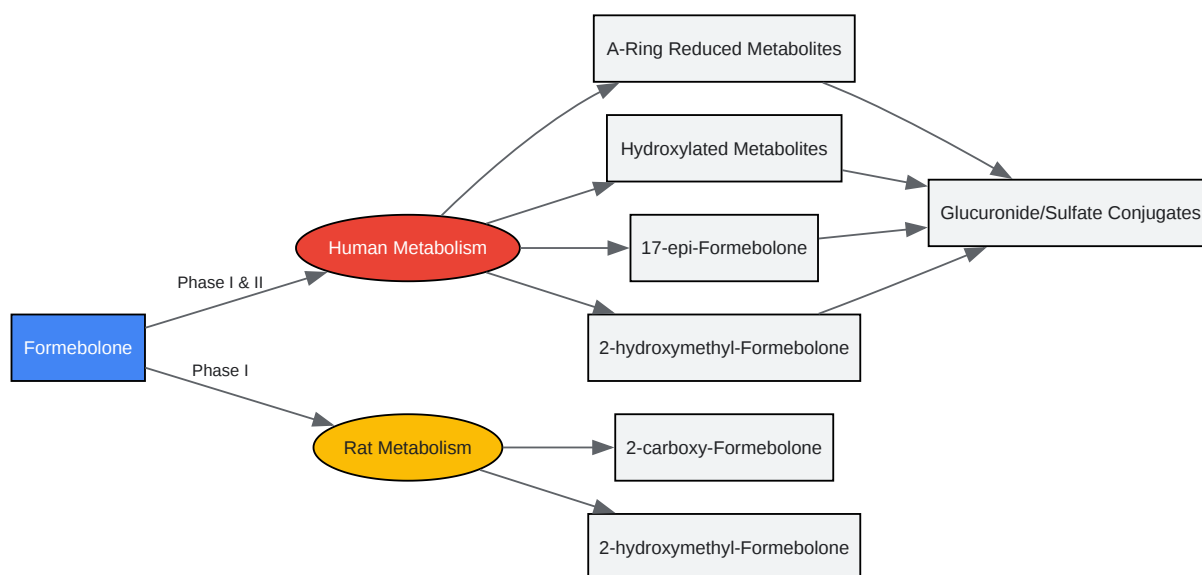 A-Ring Reduced Metabolites
Hydroxylated Metabolites
Glucuronide/Sulfate Conjugates
Human Metabolism
17-epi-Formebolone
Phase I & II
Formebolone
2-hydroxymethyl-Formebolone
Phase I
Rat Metabolism
2-carboxy-Formebolone
2-hydroxymethyl-Formebolone